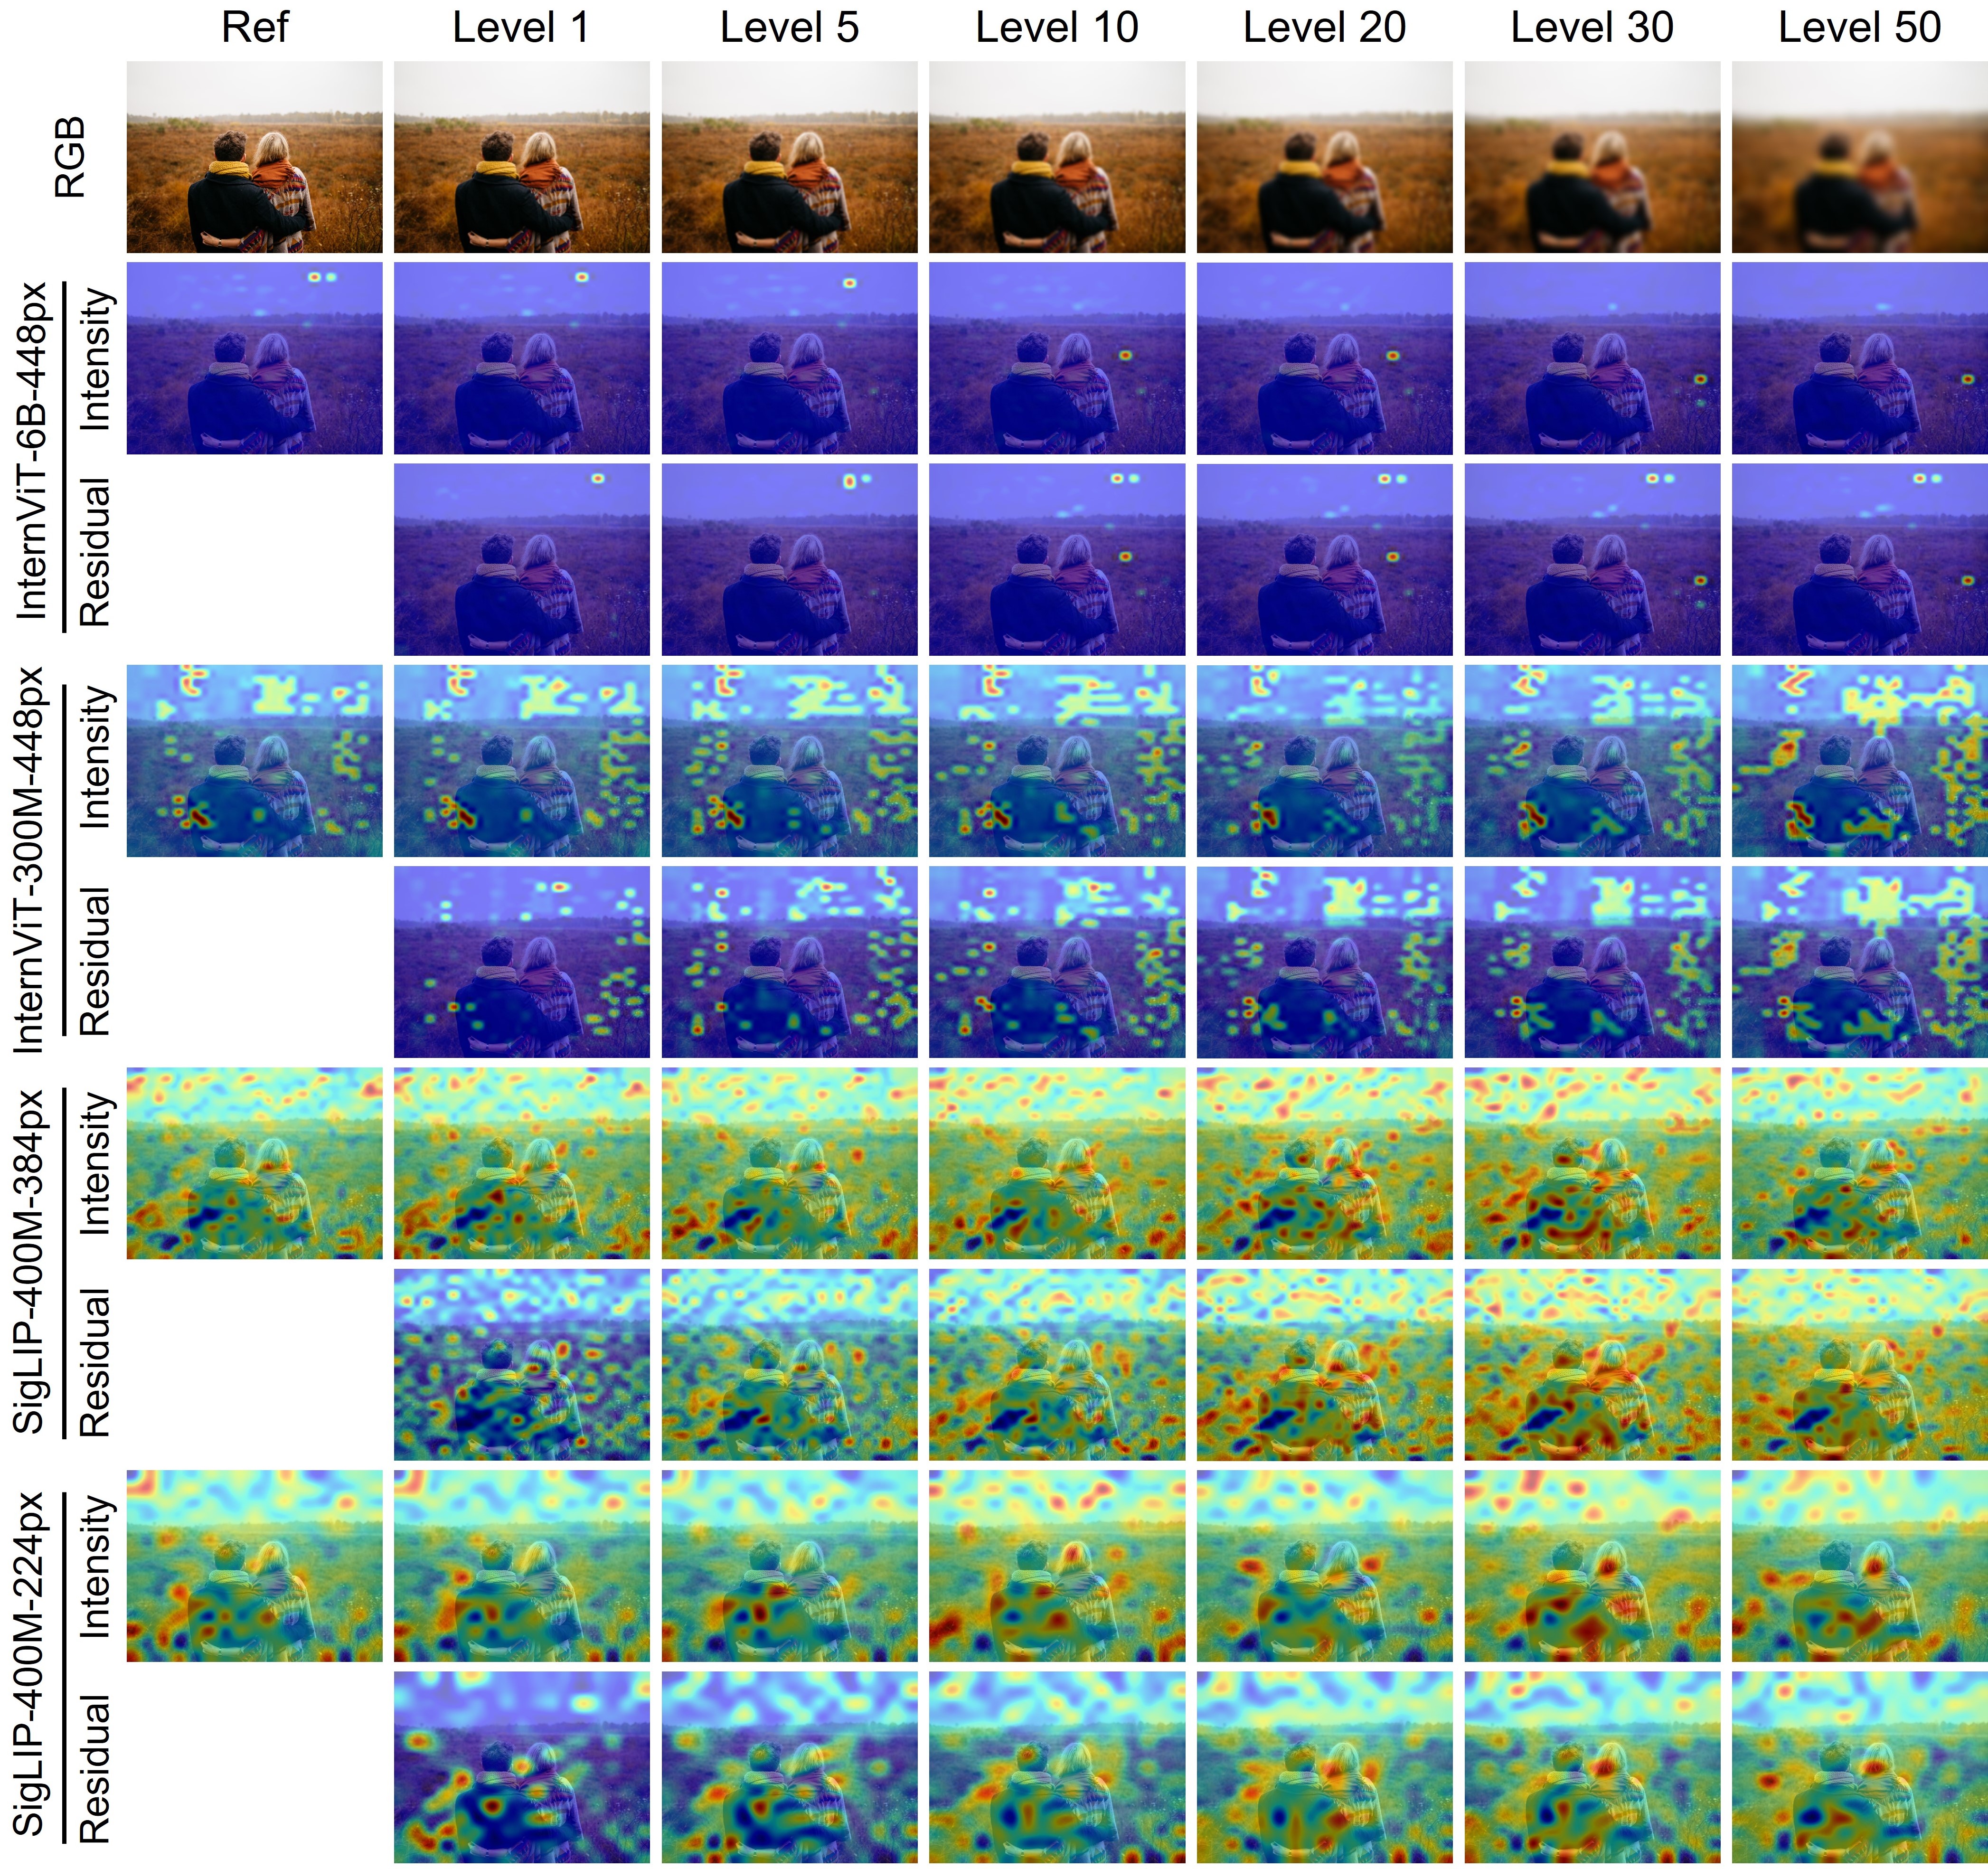 Ref Level 1 Level 5 Level 10 Level 20 Level 30 Level 50
RGB
InternViT-6B-448px
Intensity
Residual
InternViT-300M-448px
Intensity
Residual
SigLIP-400M-384px
Intensity
Residual
SigLIP-400M-224px
Intensity
Residual